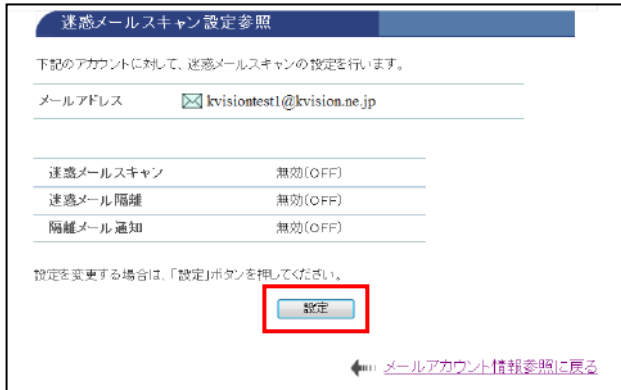 迷惑メールスキャン設定参照
下記のアカウントに対して、迷惑メールスキャンの設定を行います。
メールアドレス kvisiontest1@kvision.ne.jp
迷惑メールスキャン 無効(OFF)
迷惑メール隔離 無効(OFF)
隔離メール通知 無効(OFF)
設定を変更する場合は、「設定」ボタンを押してください。
設定
メールアカウント情報参照に戻る